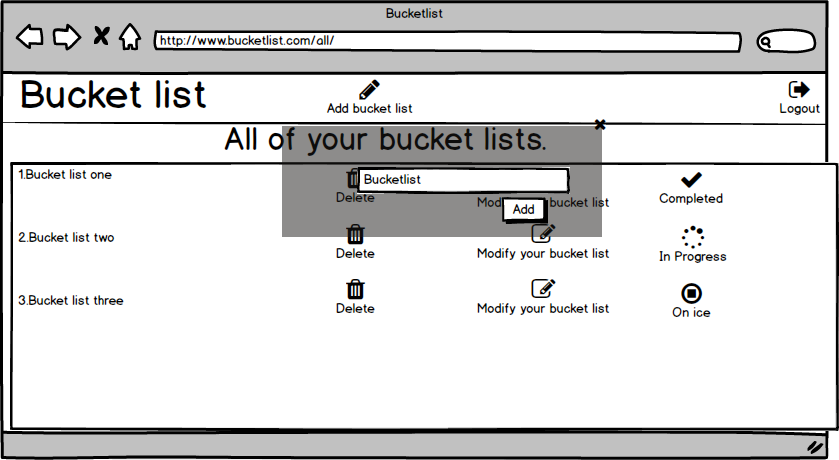 Bucketlist
http://www.bucketlist.com/all/
Bucket list
Add bucket list
Logout
All of your bucket lists.
1.Bucket list one
Bucketlist
Delete
Mod bucket list
Completed
Add
2.Bucket list two
Delete
Modify your bucket list
In Progress
3.Bucket list three
Delete
Modify your bucket list
On ice